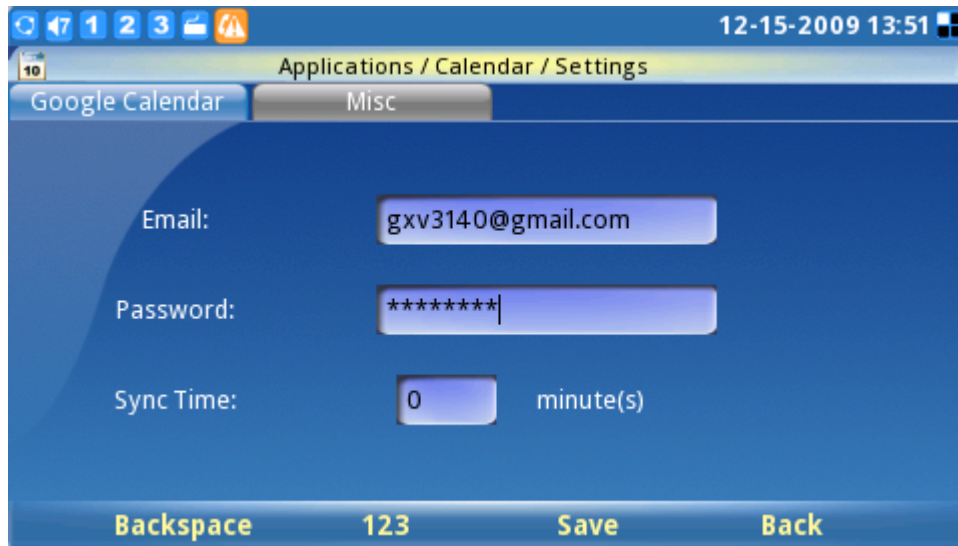 7 1 2 3 12-15-2009 13:51
10 Applications / Calendar / Settings
Google Calendar Misc
Email: gxv3140@gmail.com
Password: ********
Sync Time: 0 minute(s)
Backspace 123 Save Back